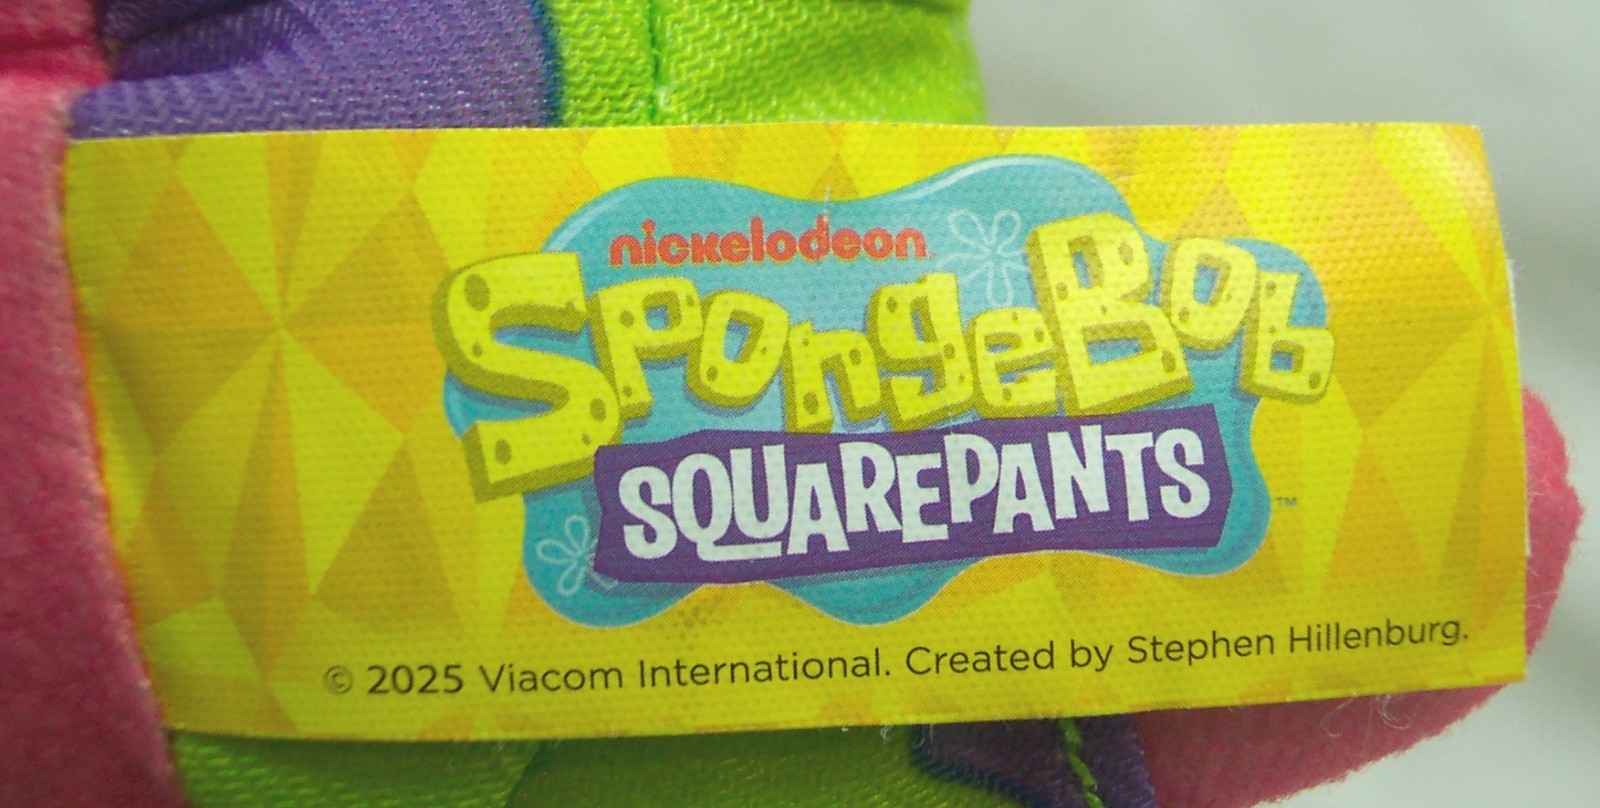 nickelodeon
SpongeBob
SQUAREPANTS
™
© 2025 Viacom International. Created by Stephen Hillenburg.